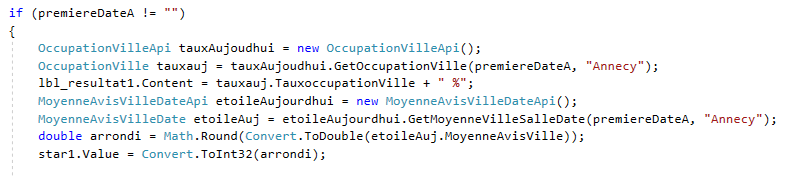 if (premiereDateA != "")
{
OccupationVilleApi tauxAujoudhui = new OccupationVilleApi();
OccupationVille tauxauj = tauxAujoudhui.GetOccupationVille(premiereDateA, "Annecy");
lbl_resultat1.Content = tauxauj.TauxoccupationVille + " %";
MoyenneAvisVilleDateApi etoileAujourdhui = new MoyenneAvisVilleDateApi();
MoyenneAvisVilleDate etoileAuj = etoileAujourdhui.GetMoyenneVilleSalleDate(premiereDateA, "Annecy");
double arrondi = Math.Round(Convert.ToDouble(etoileAuj.MoyenneAvisVille));
star1.Value = Convert.ToInt32(arrondi);